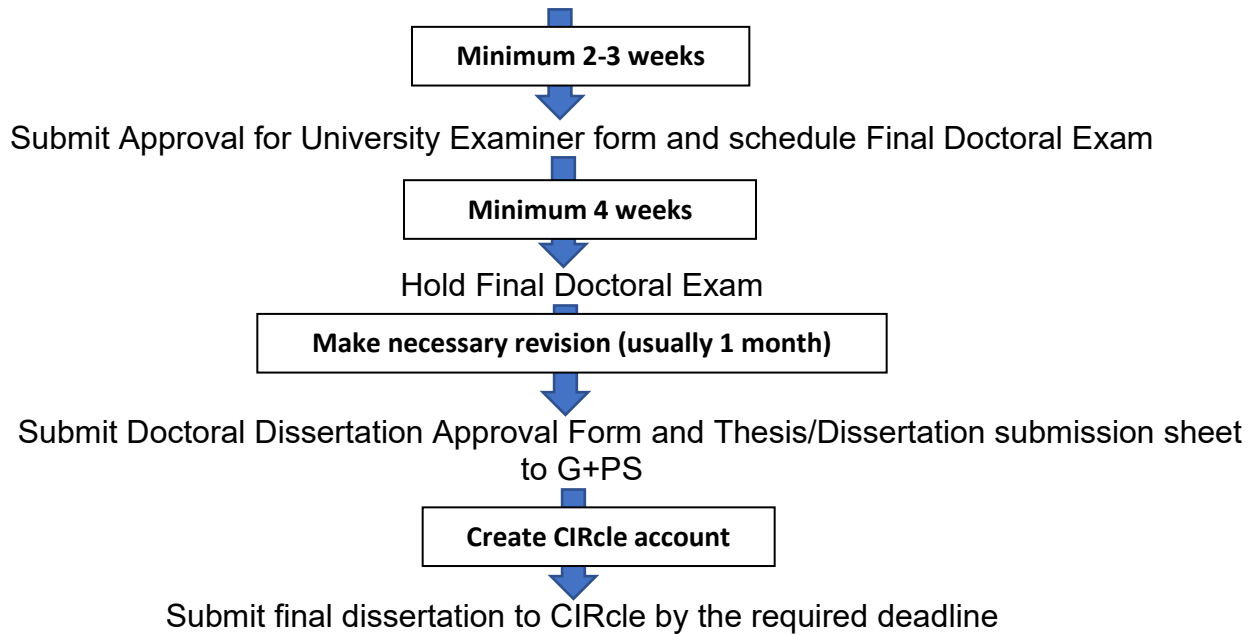 Minimum 2-3 weeks
Submit Approval for University Examiner form and schedule Final Doctoral Exam
Minimum 4 weeks
Hold Final Doctoral Exam
Make necessary revision (usually 1 month)
Submit Doctoral Dissertation Approval Form and Thesis/Dissertation submission sheet
to G+PS
Create CIRcle account
Submit final dissertation to CIRcle by the required deadline